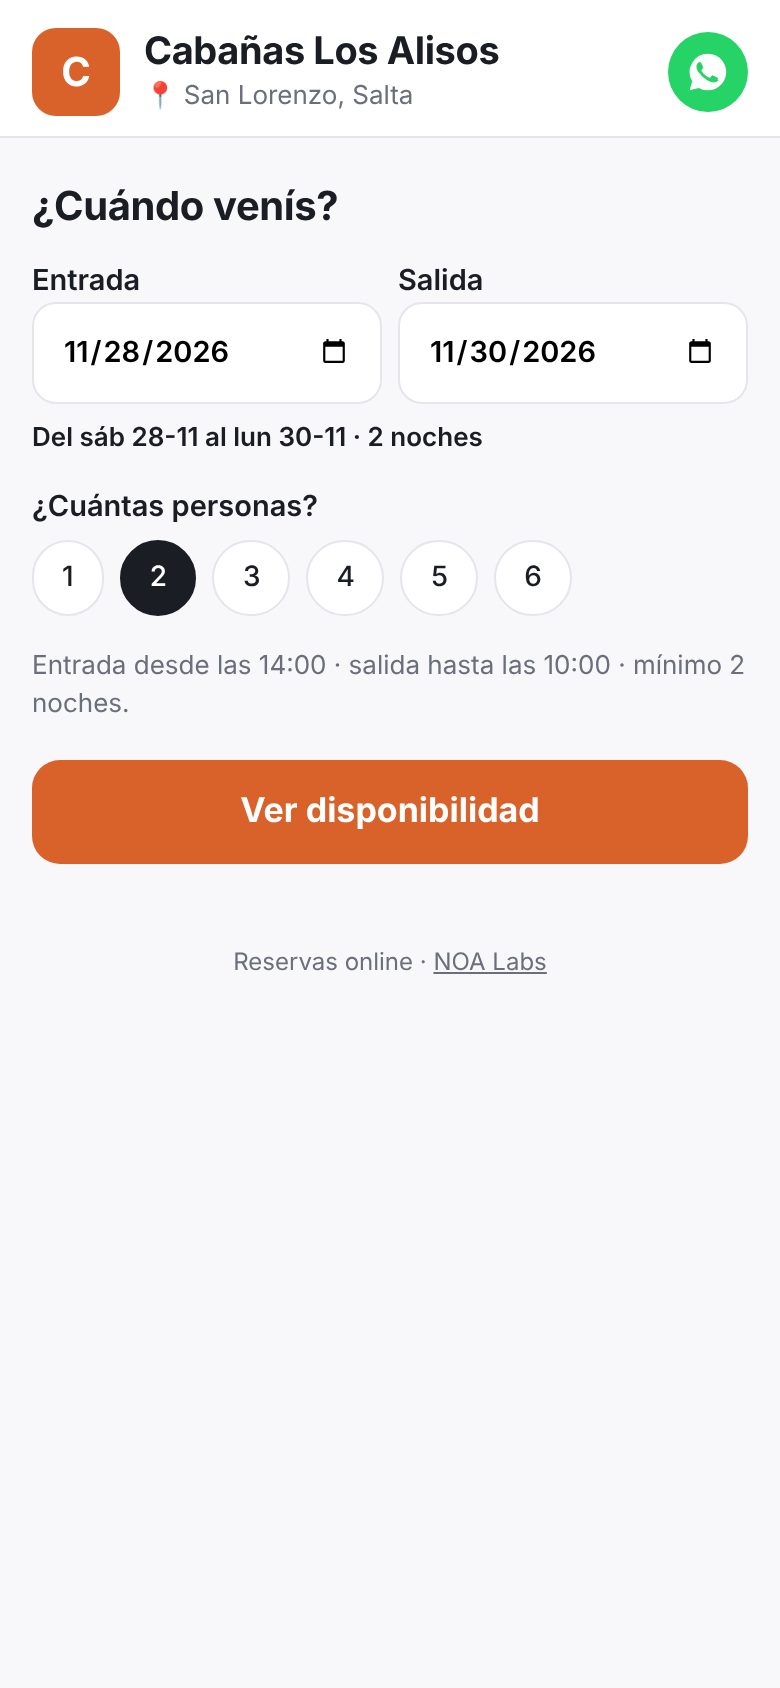 C
Cabañas Los Alisos
📍 San Lorenzo, Salta
¿Cuándo venís?
Entrada
Salida
11/28/2026
11/30/2026
Del sáb 28-11 al lun 30-11 · 2 noches
¿Cuántas personas?
1 2 3 4 5 6
Entrada desde las 14:00 · salida hasta las 10:00 · mínimo 2
noches.
Ver disponibilidad
Reservas online · NOA Labs